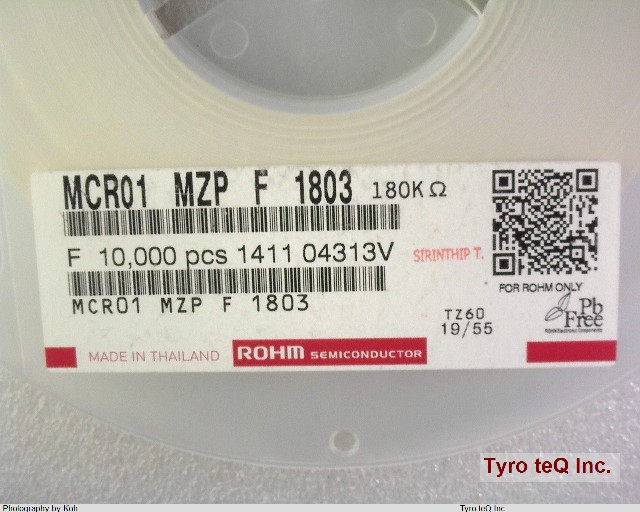 MCR01 MZP F 1803 180KΩ
F 10,000 pcs 1411 04313V SIRINTHIP T.
MCR01 MZP F 1803
FOR ROHM ONLY
TZ60
19/55
Pb
Free
MADE IN THAILAND ROHM SEMICONDUCTOR
Tyro teQ Inc.
Photography by Koh Tyro teQ Inc